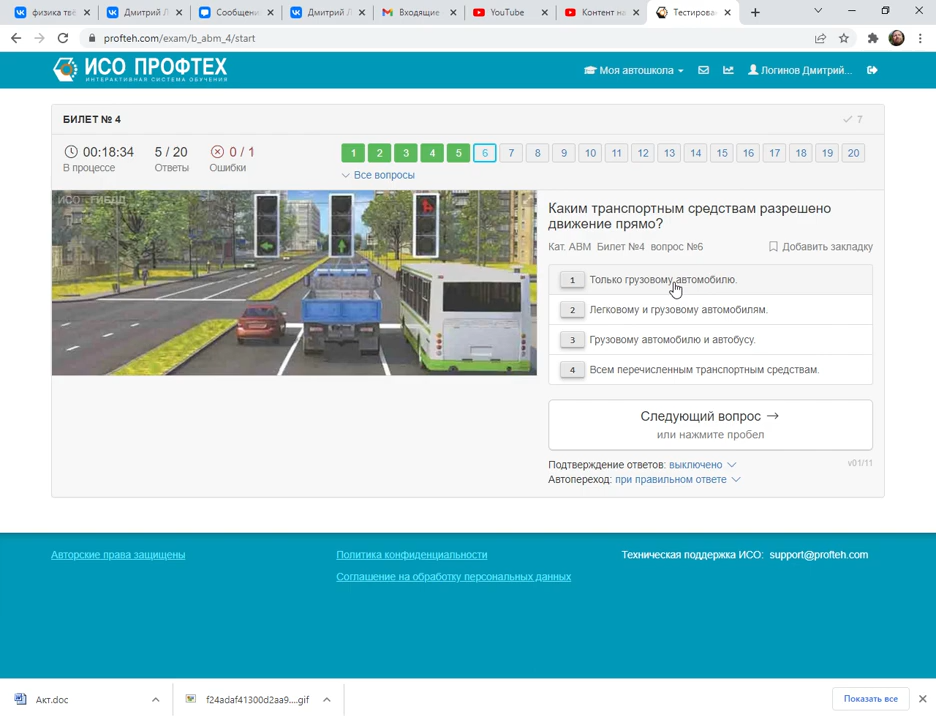 физика твё
Дмитрий Л
Сообщени
Дмитрий Л
Входящие
YouTube
Контент на
Тестирова
profteh.com/exam/b_abm_4/start
ИСО ПРОФТЕХ
ИНТЕРАКТИВНАЯ СИСТЕМА ОБУЧЕНИЯ
Моя автошкола
Логинов Дмитрий...
БИЛЕТ № 4
7
00:18:34
В процессе
5 / 20
Ответы
0 / 1
Ошибки
1 2 3 4 5 6 7 8 9 10 11 12 13 14 15 16 17 18 19 20
Все вопросы
ИСО - ГИБДД
Каким транспортным средствам разрешено
движение прямо?
Кат. АВМ Билет №4 вопрос №6
Добавить закладку
1 Только грузовому автомобилю.
2 Легковому и грузовому автомобилям.
3 Грузовому автомобилю и автобусу.
4 Всем перечисленным транспортным средствам.
Следующий вопрос →
или нажмите пробел
Подтверждение ответов: выключено
v01/11
Автопереход: при правильном ответе
Авторские права защищены
Политика конфиденциальности
Соглашение на обработку персональных данных
Техническая поддержка ИСО: support@profteh.com
Акт.doc
f24adaf41300d2aa9....gif
Показать все